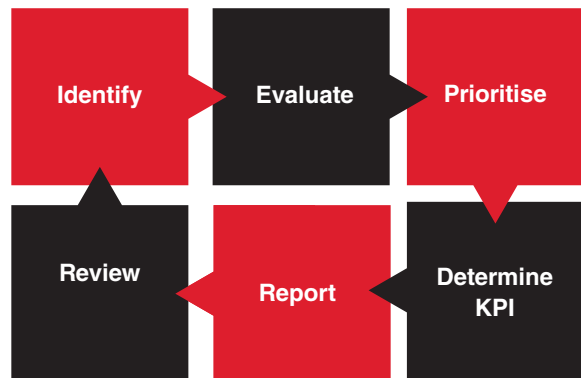 Identify
Evaluate
Prioritise
Review
Report
Determine
KPI